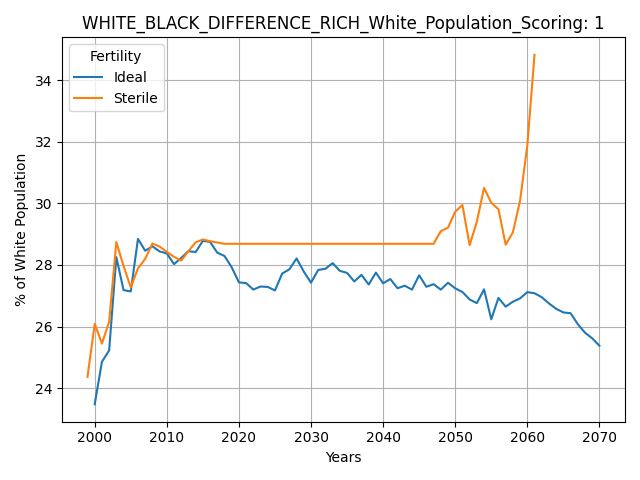 WHITE_BLACK_DIFFERENCE_RICH_White_Population_Scoring: 1
Fertility
Ideal
Sterile
% of White Population
34
32
30
28
26
24
2000 2010 2020 2030 2040 2050 2060 2070
Years